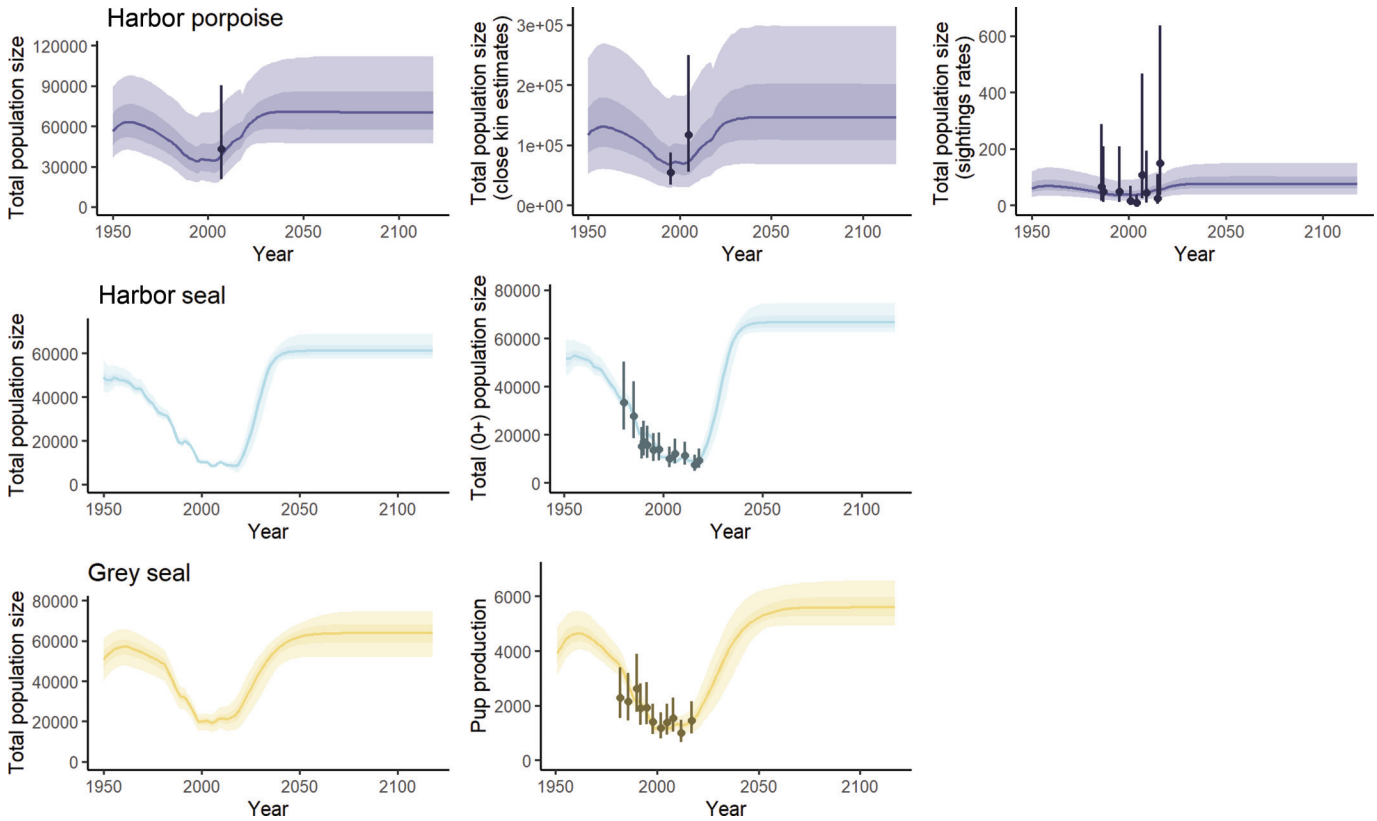 Harbor porpoise
Total population size
120000
90000
60000
30000
0
1950 2000 2050 2100
Year
Total population size
(close kin estimates)
3e+05
2e+05
1e+05
0e+00
1950 2000 2050 2100
Year
Total population size
(sightings rates)
600
400
200
0
1950 2000 2050 2100
Year
Harbor seal
Total population size
60000
40000
20000
0
1950 2000 2050 2100
Year
Total (0+) population size
80000
60000
40000
20000
0
1950 2000 2050 2100
Year
Grey seal
Total population size
80000
60000
40000
20000
0
1950 2000 2050 2100
Year
Pup production
6000
4000
2000
0
1950 2000 2050 2100
Year